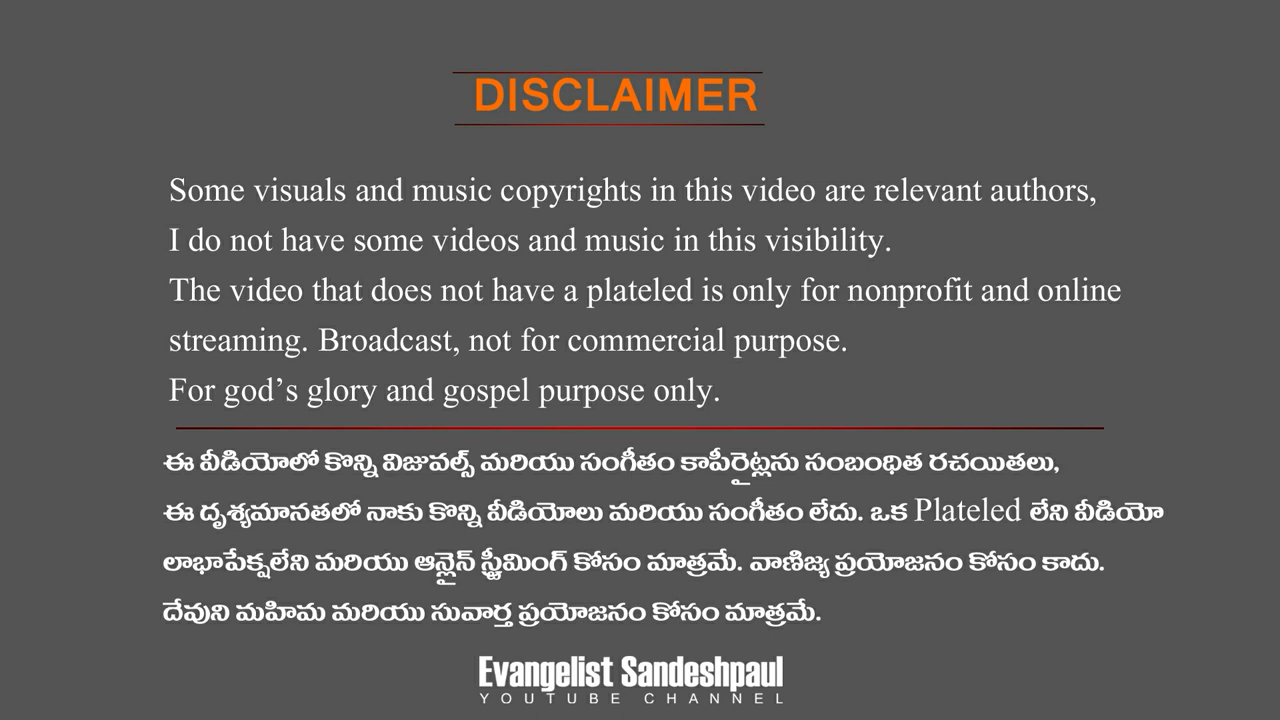 DISCLAIMER
Some visuals and music copyrights in this video are relevant authors,
I do not have some videos and music in this visibility.
The video that does not have a plateled is only for nonprofit and online
streaming. Broadcast, not for commercial purpose.
For god’s glory and gospel purpose only.
ఈ వీడియోలో కొన్ని విజువల్స్ మరియు సంగీతం కాపీరైట్లను సంబంధిత రచయితలు,
ఈ దృశ్యమానతలో నాకు కొన్ని వీడియోలు మరియు సంగీతం లేదు. ఒక Plateled లేని వీడియో
లాభాపేక్షలేని మరియు ఆన్లైన్ స్ట్రీమింగ్ కోసం మాత్రమే. వాణిజ్య ప్రయోజనం కోసం కాదు.
దేవుని మహిమ మరియు సువార్త ప్రయోజనం కోసం మాత్రమే.
Evangelist Sandeshpaul
YOUTUBE CHANNEL